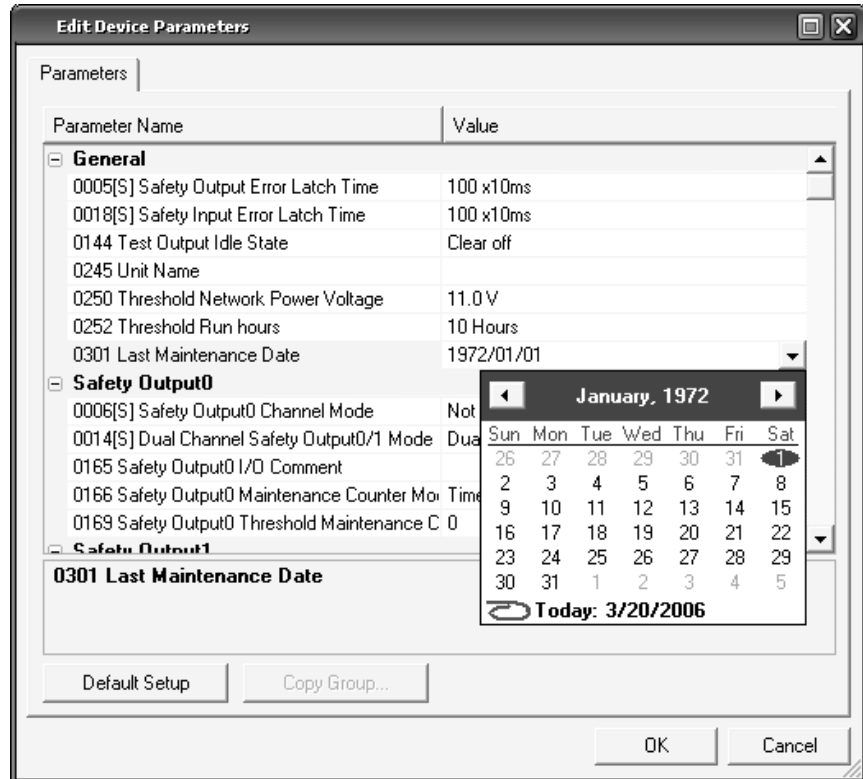 Edit Device Parameters
Parameters
Parameter Name Value
General
0005[S] Safety Output Error Latch Time 100 x10ms
0018[S] Safety Input Error Latch Time 100 x10ms
0144 Test Output Idle State Clear off
0245 Unit Name
0250 Threshold Network Power Voltage 11.0 V
0252 Threshold Run hours 10 Hours
0301 Last Maintenance Date 1972/01/01
Safety Output0
0006[S] Safety Output0 Channel Mode Not
0014[S] Dual Channel Safety Output0/1 Mode Dua
0165 Safety Output0 I/O Comment
0166 Safety Output0 Maintenance Counter Mo Time
0169 Safety Output0 Threshold Maintenance C 0
Safety Output1
January, 1972
Sun Mon Tue Wed Thu Fri Sat
26 27 28 29 30 31 1
2 3 4 5 6 7 8
9 10 11 12 13 14 15
16 17 18 19 20 21 22
23 24 25 26 27 28 29
30 31 1 2 3 4 5
Today: 3/20/2006
0301 Last Maintenance Date
Default Setup Copy Group...
OK Cancel